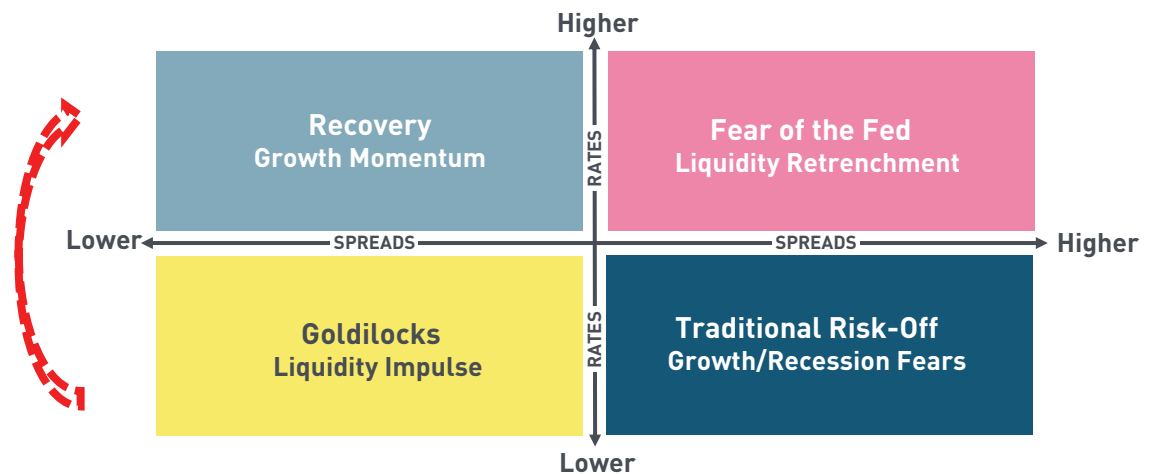 Higher
Recovery
Growth Momentum
RATES
Fear of the Fed
Liquidity Retrenchment
Lower
SPREADS
SPREADS
Higher
Goldilocks
Liquidity Impulse
RATES
Traditional Risk-Off
Growth/Recession Fears
Lower